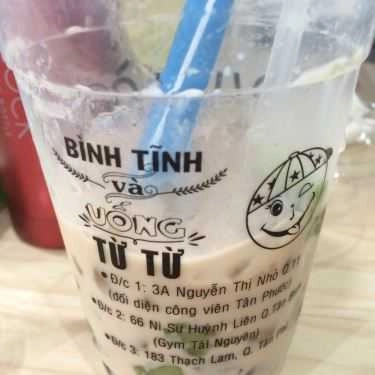 BÌNH TĨNH
và
UỐNG
TỪ TỪ
Đ/c 1: 3A Nguyễn Thị Nhỏ Q.11
(đối diện công viên Tân Phước)
Đ/c 2: 66 Ni Sư Huỳnh Liên Q.Tân
(Gym Tài Nguyên)
Đ/c 3: 183 Thạch Lam, Q. Tân